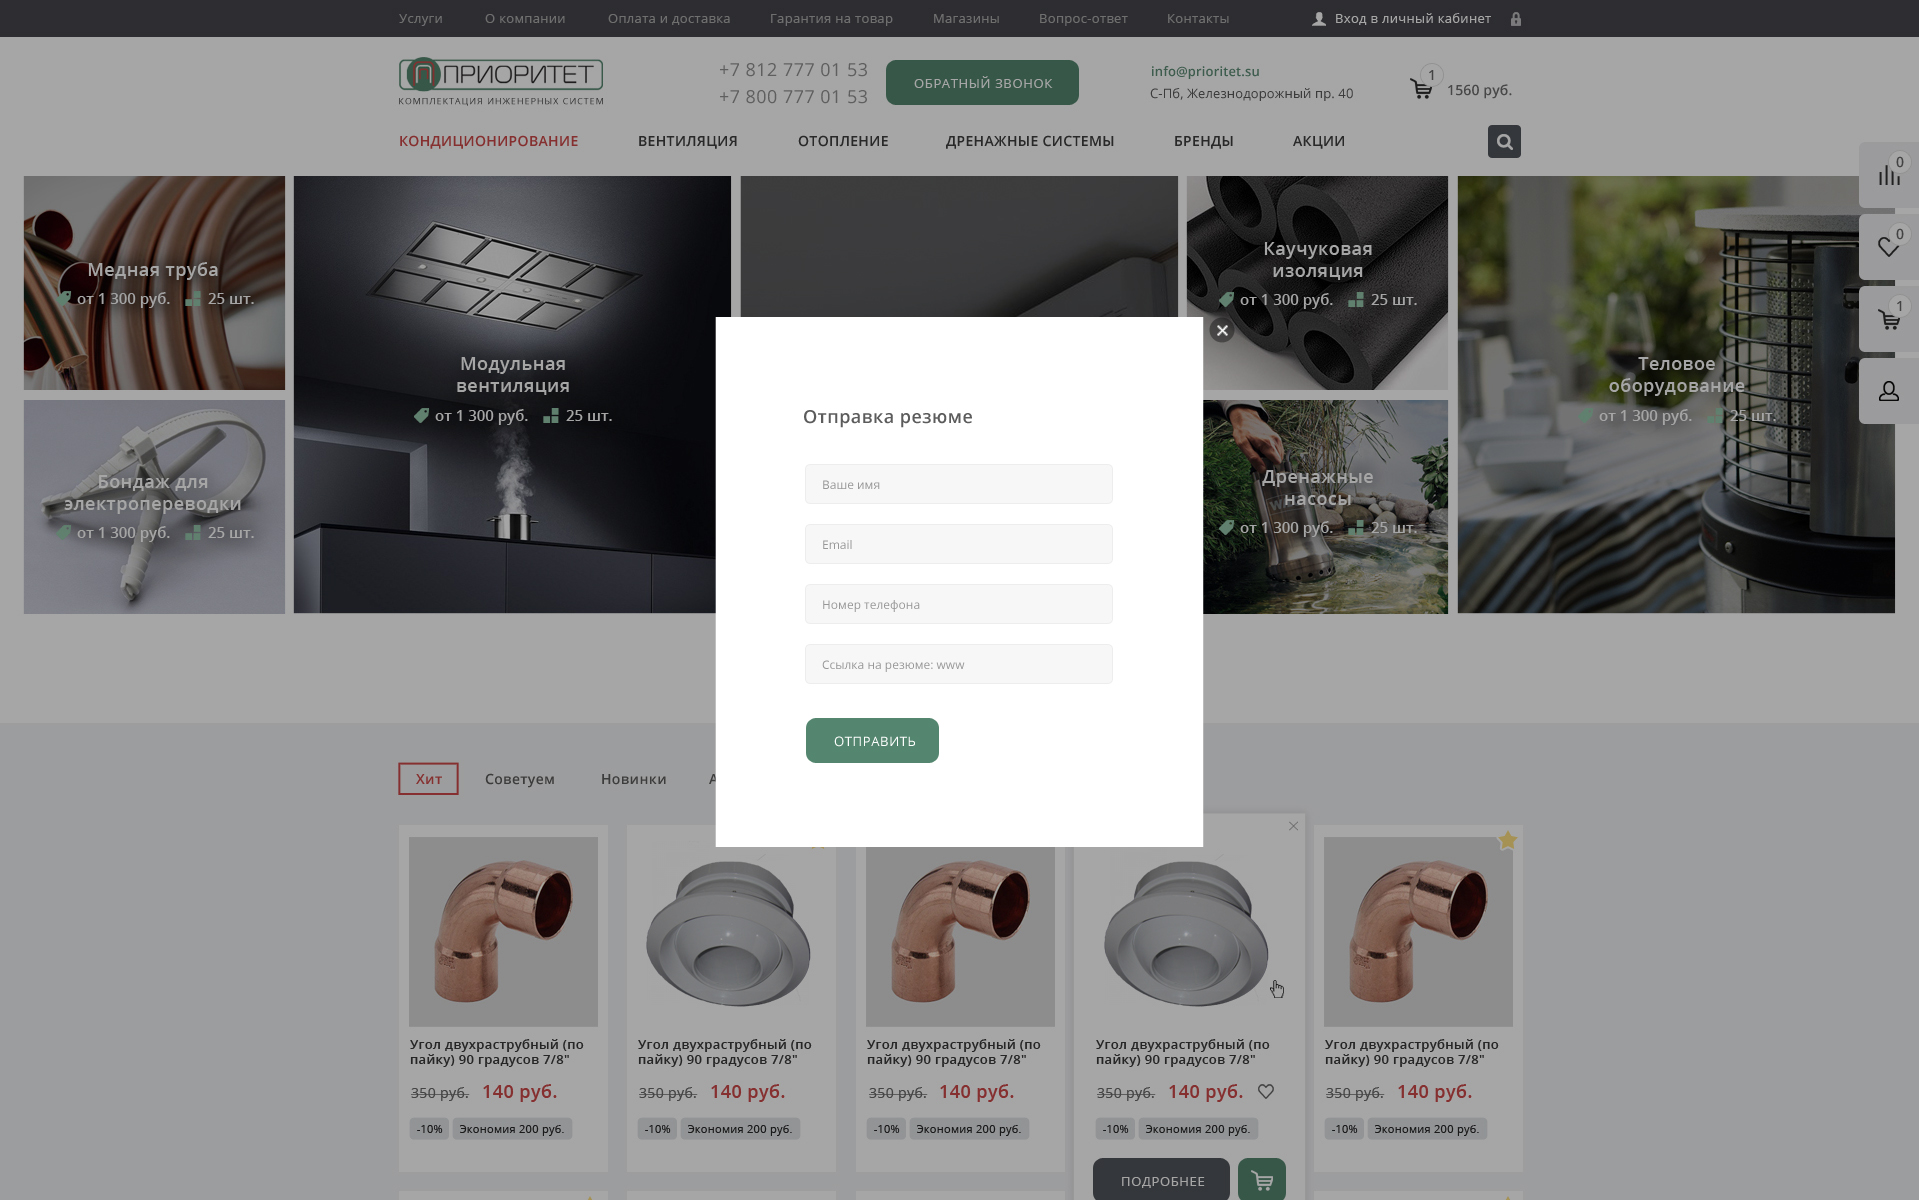 Услуги
О компании
Оплата и доставка
Гарантия на товар
Магазины
Вопрос-ответ
Контакты
Вход в личный кабинет
ПРИОРИТЕТ
КОМПЛЕКТАЦИЯ ИНЖЕНЕРНЫХ СИСТЕМ
+7 812 777 01 53
+7 800 777 01 53
ОБРАТНЫЙ ЗВОНОК
info@prioritet.su
С-Пб, Железнодорожный пр. 40
1
1560 руб.
КОНДИЦИОНИРОВАНИЕ
ВЕНТИЛЯЦИЯ
ОТОПЛЕНИЕ
ДРЕНАЖНЫЕ СИСТЕМЫ
БРЕНДЫ
АКЦИИ
0
0
1
Медная труба
от 1 300 руб.
25 шт.
Бондаж для
электропереводки
от 1 300 руб.
25 шт.
Модульная
вентиляция
от 1 300 руб.
25 шт.
Каучуковая
изоляция
от 1 300 руб.
25 шт.
Дренажные
насосы
от 1 300 руб.
25 шт.
Теловое
оборудование
от 1 300 руб.
25 шт.
Отправка резюме
Ваше имя
Email
Номер телефона
Ссылка на резюме: www
ОТПРАВИТЬ
Хит
Советуем
Новинки
Угол двухраструбный (по
пайку) 90 градусов 7/8"
350 руб.
140 руб.
-10%
Экономия 200 руб.
Угол двухраструбный (по
пайку) 90 градусов 7/8"
350 руб.
140 руб.
-10%
Экономия 200 руб.
Угол двухраструбный (по
пайку) 90 градусов 7/8"
350 руб.
140 руб.
-10%
Экономия 200 руб.
Угол двухраструбный (по
пайку) 90 градусов 7/8"
350 руб.
140 руб.
-10%
Экономия 200 руб.
ПОДРОБНЕЕ
Угол двухраструбный (по
пайку) 90 градусов 7/8"
350 руб.
140 руб.
-10%
Экономия 200 руб.